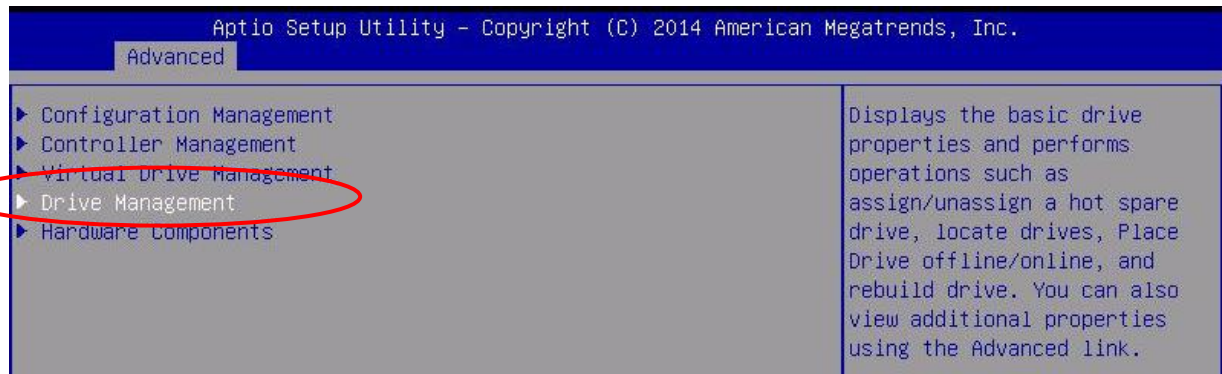 Aptio Setup Utility – Copyright (C) 2014 American Megatrends, Inc.
Advanced
Configuration Management
Controller Management
Virtual Drive Management
Drive Management
Hardware Components
Displays the basic drive
properties and performs
operations such as
assign/unassign a hot spare
drive, locate drives, Place
Drive offline/online, and
rebuild drive. You can also
view additional properties
using the Advanced link.